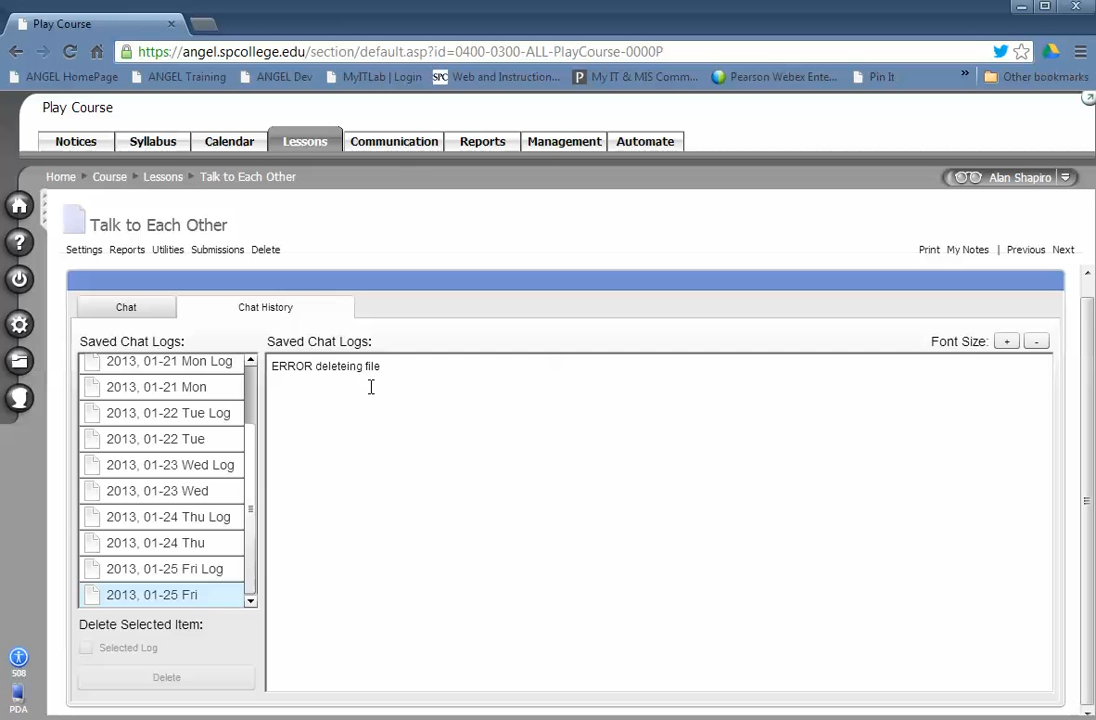 Play Course
https://angel.spcollege.edu/section/default.asp?id=0400-0300-ALL-PlayCourse-0000P
ANGEL HomePage ANGEL Training ANGEL Dev MyITLab | Login SPC Web and Instruction... P My IT & MIS Comm... Pearson Webex Ente... Pin It » Other bookmarks
Play Course
Notices Syllabus Calendar Lessons Communication Reports Management Automate
Home Course Lessons Talk to Each Other Alan Shapiro
Talk to Each Other
Settings Reports Utilities Submissions Delete Print My Notes | Previous Next
Chat Chat History
Saved Chat Logs: Saved Chat Logs: Font Size: + -
2013, 01-21 Mon Log
ERROR deleteing file
2013, 01-21 Mon
2013, 01-22 Tue Log
2013, 01-22 Tue
2013, 01-23 Wed Log
2013, 01-23 Wed
2013, 01-24 Thu Log
2013, 01-24 Thu
2013, 01-25 Fri Log
2013, 01-25 Fri
Delete Selected Item:
Selected Log
Delete
508
PDA